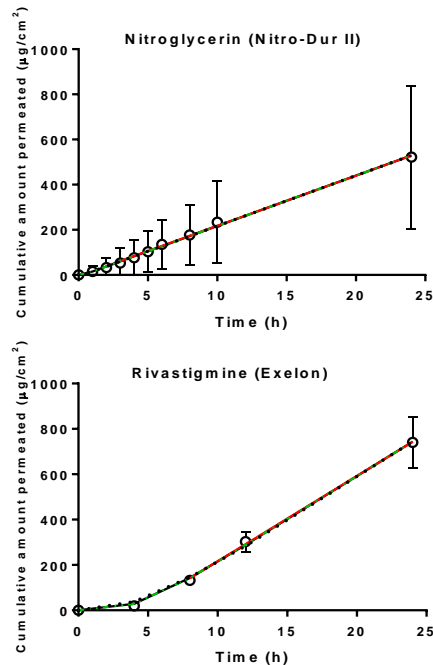 Nitroglycerin (Nitro-Dur II)
Cumulative amount permeated (µg/cm²)
1000
800
600
400
200
0
0 5 10 15 20 25
Time (h)
Rivastigmine (Exelon)
Cumulative amount permeated (µg/cm²)
1000
800
600
400
200
0
0 5 10 15 20 25
Time (h)